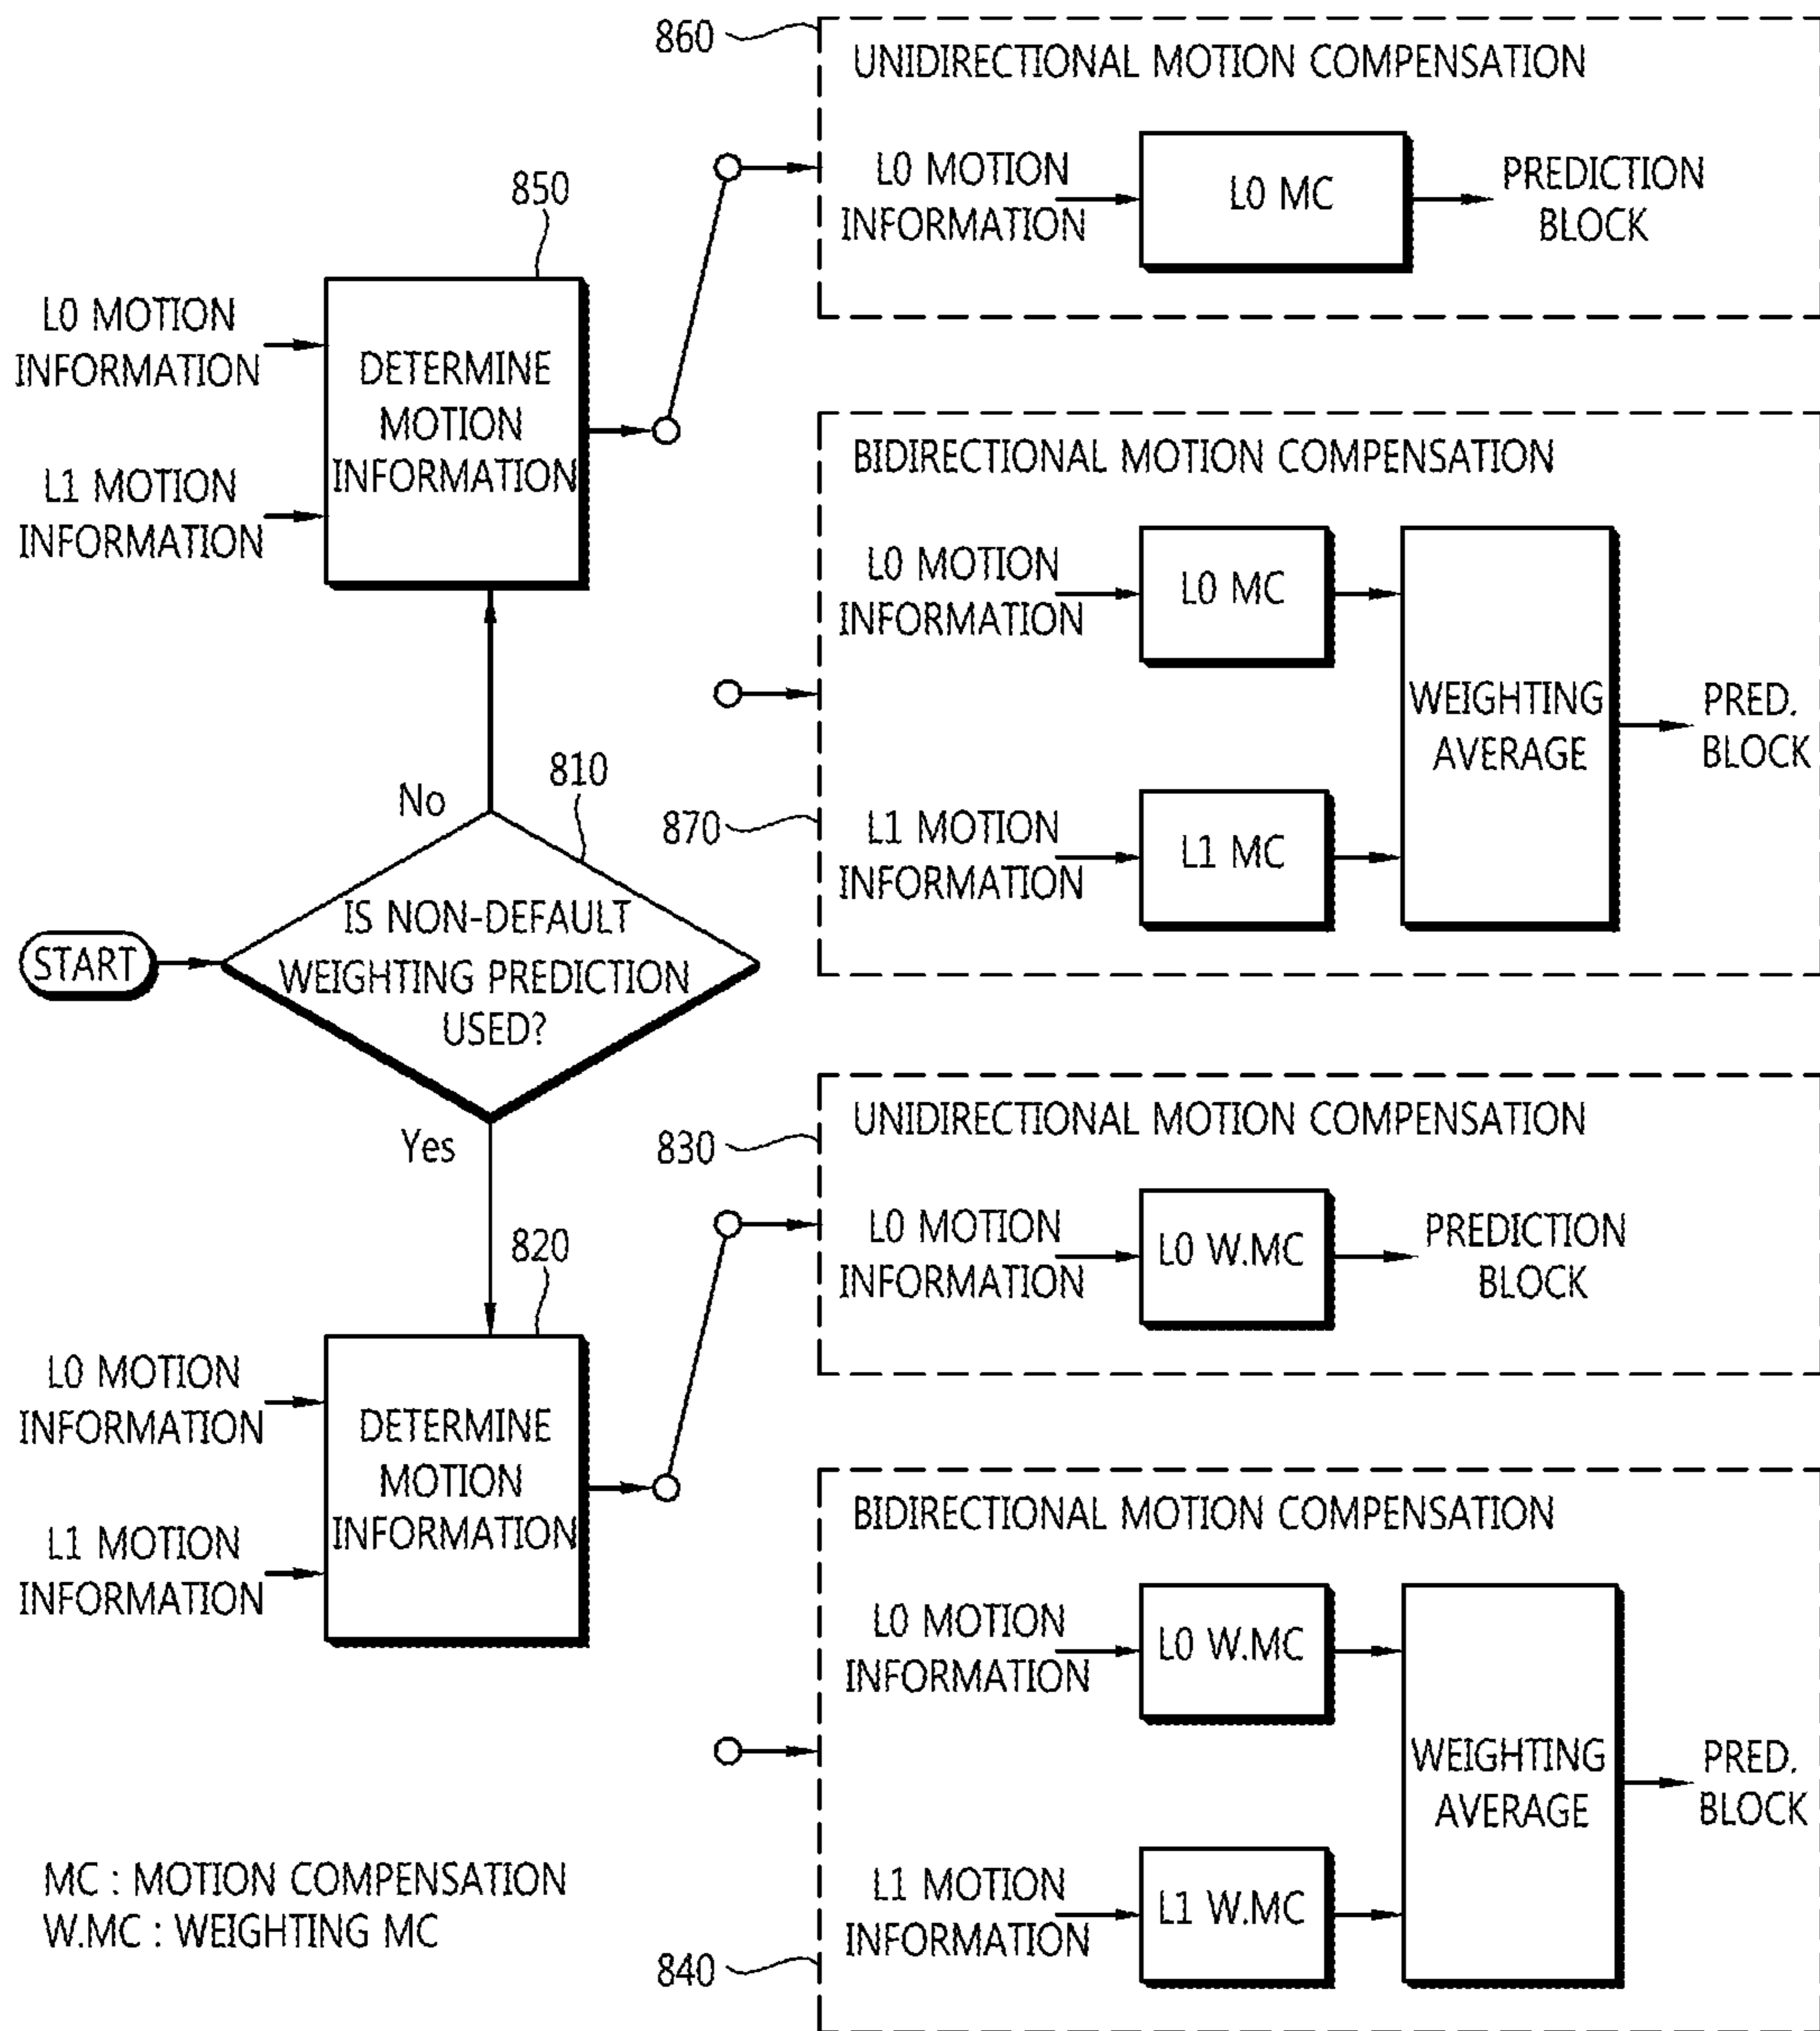 860
UNIDIRECTIONAL MOTION COMPENSATION
L0 MOTION
INFORMATION
L0 MC
PREDICTION
BLOCK
850
L0 MOTION
INFORMATION
L1 MOTION
INFORMATION
DETERMINE
MOTION
INFORMATION
BIDIRECTIONAL MOTION COMPENSATION
L0 MOTION
INFORMATION
L0 MC
L1 MOTION
INFORMATION
L1 MC
WEIGHTING
AVERAGE
PRED.
BLOCK
870
No
810
START
IS NON-DEFAULT
WEIGHTING PREDICTION
USED?
Yes
830
UNIDIRECTIONAL MOTION COMPENSATION
L0 MOTION
INFORMATION
L0 W.MC
PREDICTION
BLOCK
820
L0 MOTION
INFORMATION
L1 MOTION
INFORMATION
DETERMINE
MOTION
INFORMATION
BIDIRECTIONAL MOTION COMPENSATION
L0 MOTION
INFORMATION
L0 W.MC
L1 MOTION
INFORMATION
L1 W.MC
WEIGHTING
AVERAGE
PRED.
BLOCK
840
MC : MOTION COMPENSATION
W.MC : WEIGHTING MC